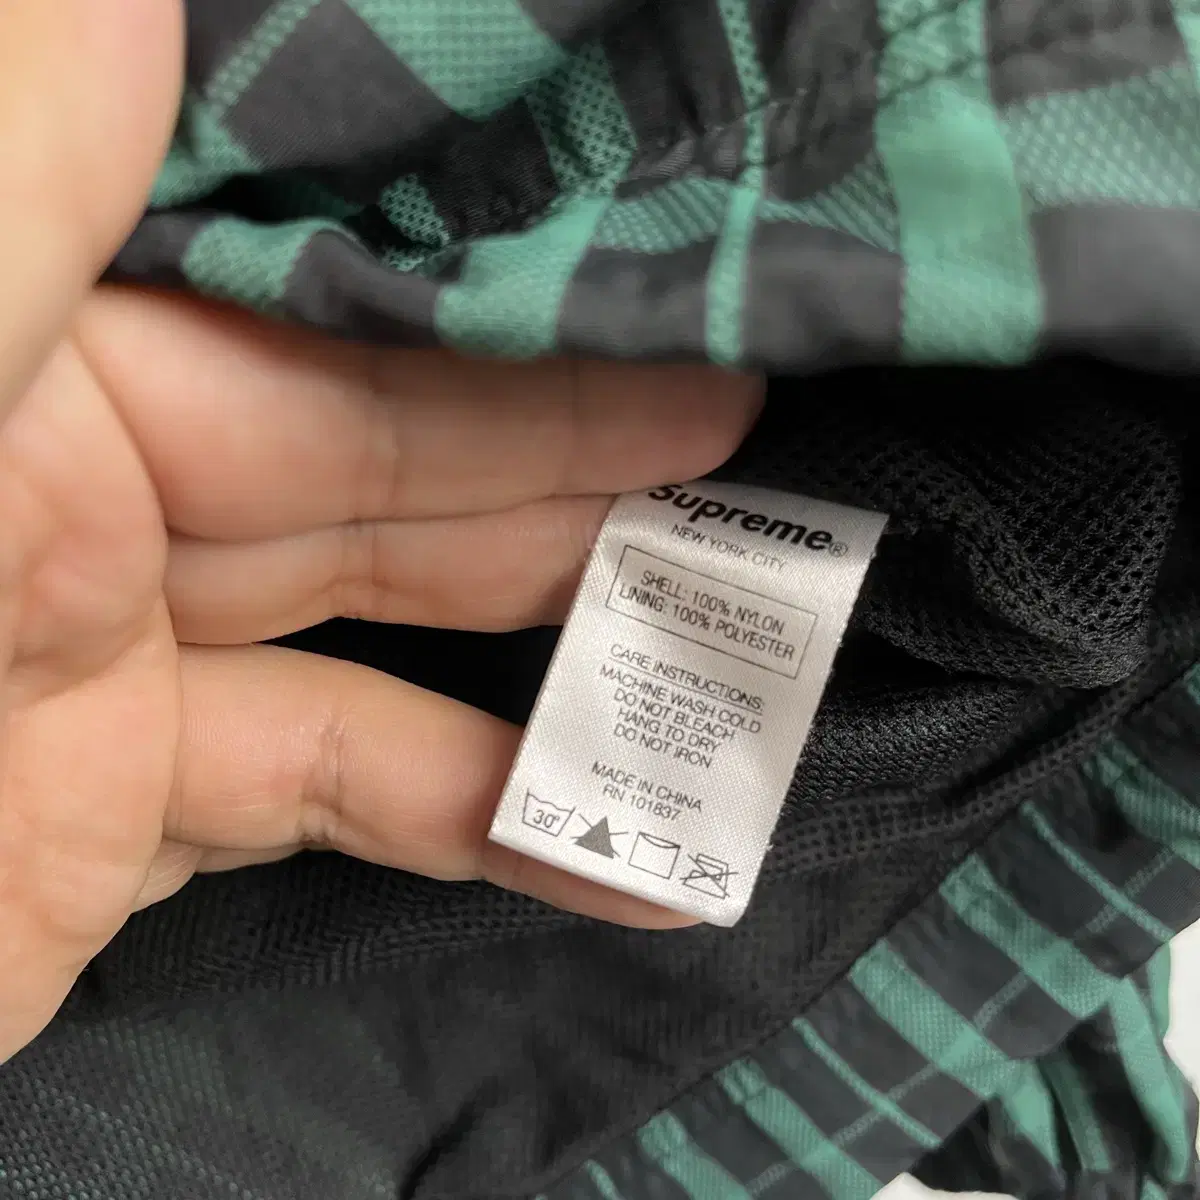 Supreme®
NEW YORK CITY
SHELL: 100% NYLON
LINING: 100% POLYESTER
CARE INSTRUCTIONS:
MACHINE WASH COLD
DO NOT BLEACH
HANG TO DRY
DO NOT IRON
MADE IN CHINA
RN 101837
30°